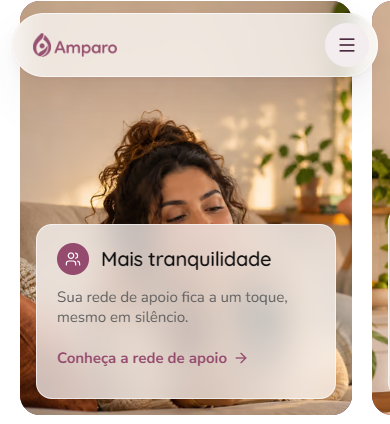 Amparo
Mais tranquilidade
Sua rede de apoio fica a um toque,
mesmo em silêncio.
Conheça a rede de apoio →